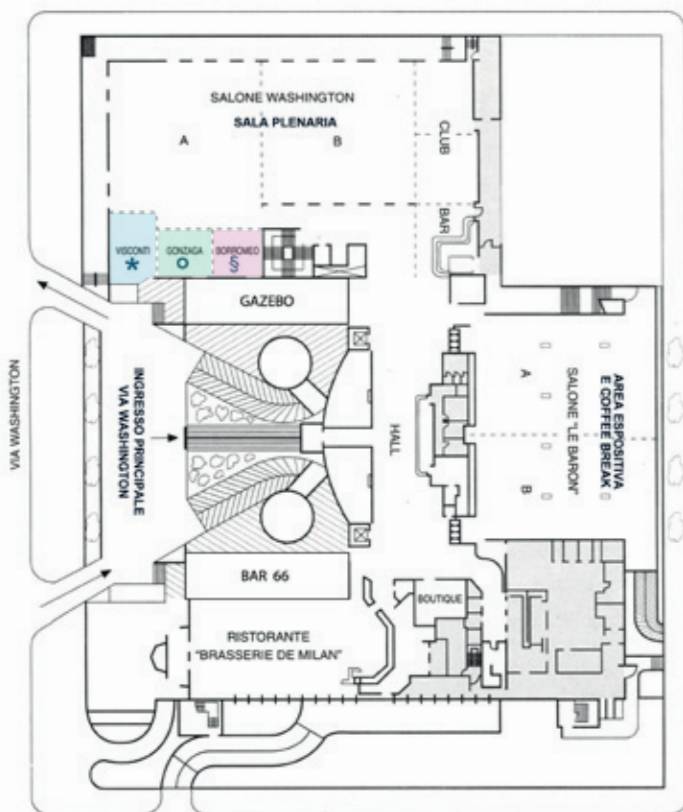 SALONE WASHINGTON
SALA PLENARIA
A
B
CLUB
BAR
VISCONTI
*
GONZAGA
O
BORROMEO
§
GAZEBO
VIA WASHINGTON
INGRESSO PRINCIPALE
VIA WASHINGTON
HALL
A
SALONE "LE BARON"
B
AREA ESPOSITIVA
E COFFEE BREAK
BAR 66
BOUTIQUE
RISTORANTE
"BRASSERIE DE MILAN"